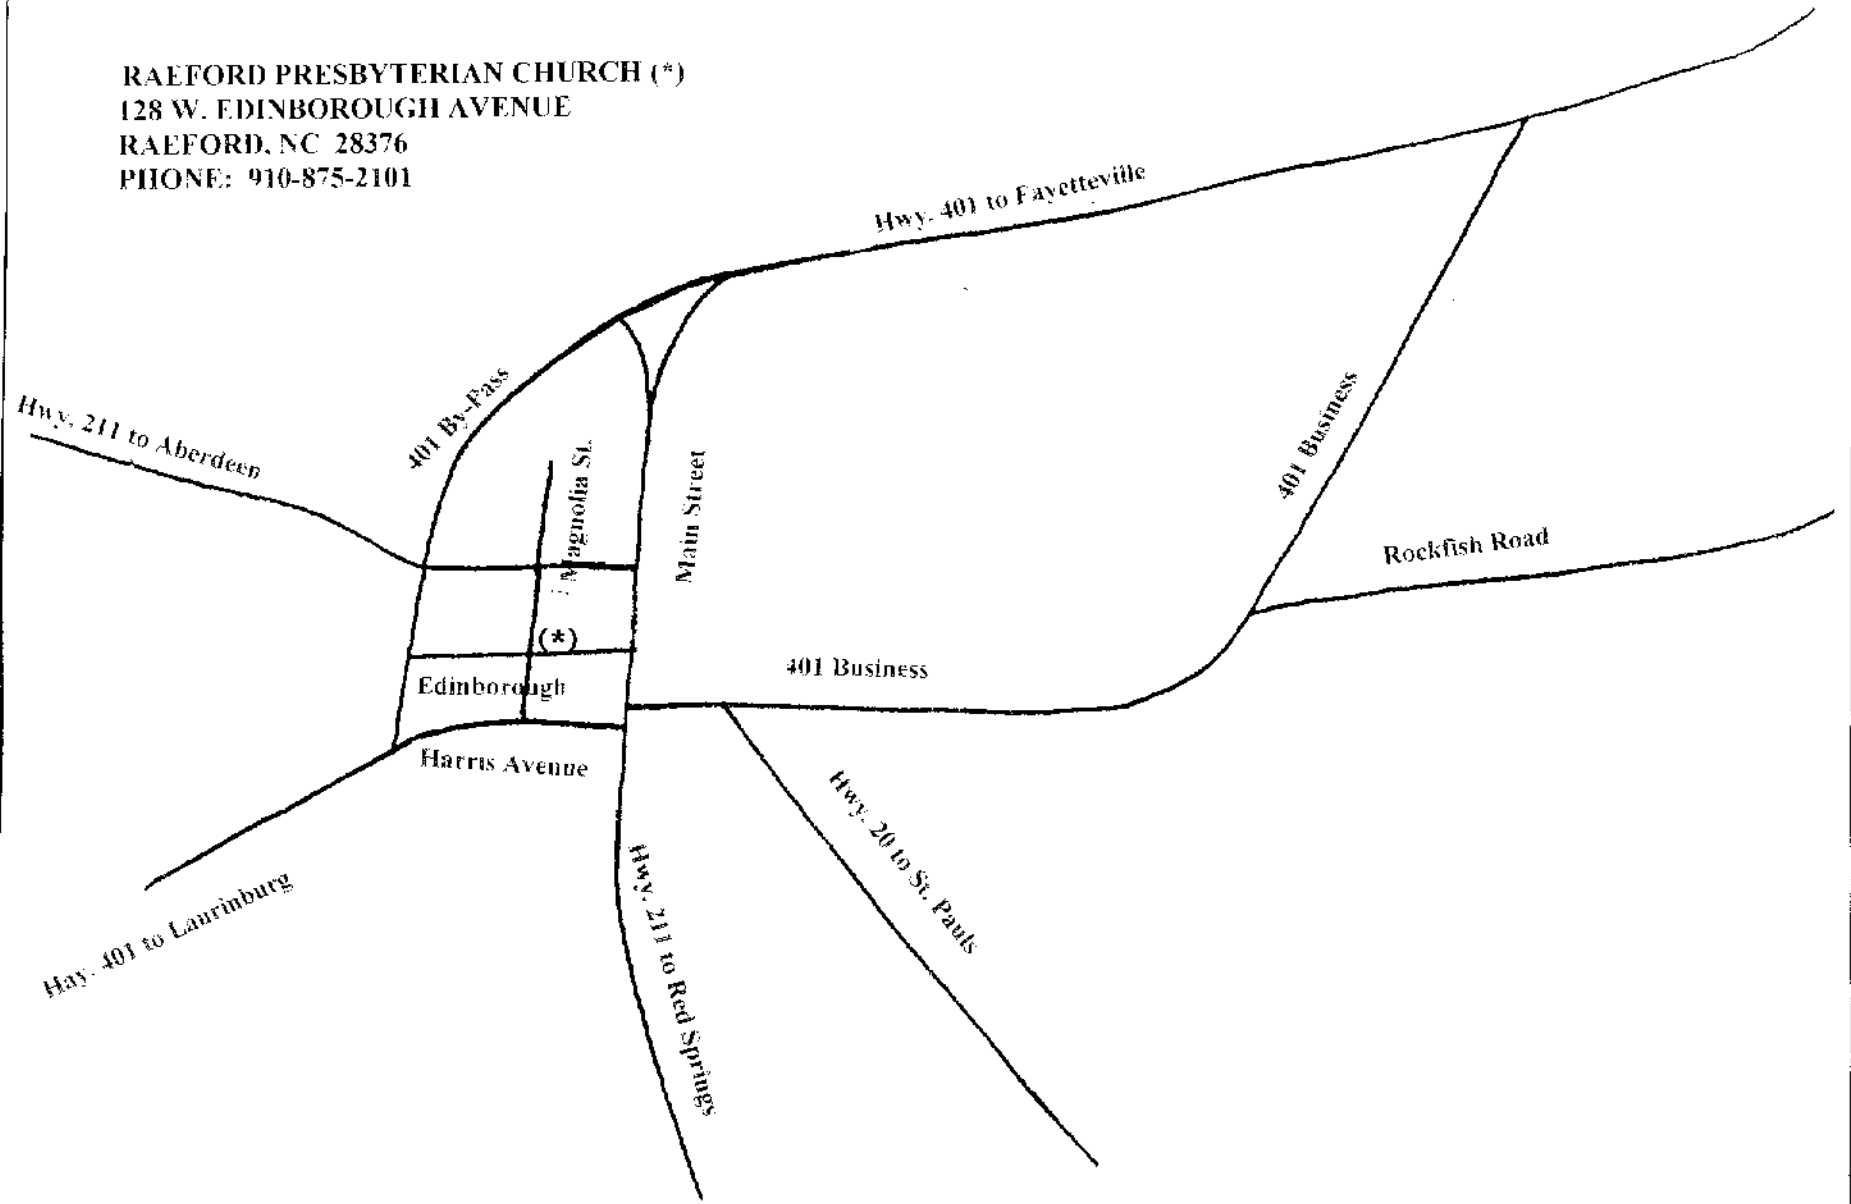 RAEFORD PRESBYTERIAN CHURCH (*)
128 W. EDINBOROUGH AVENUE
RAEFORD, NC 28376
PHONE: 910-875-2101
Hwy. 401 to Fayetteville
401 By-Pass
Hwy. 211 to Aberdeen
Magnolia St.
Main Street
401 Business
Rockfish Road
(*)
401 Business
Edinborough
Harris Avenue
Hwy. 20 to St. Pauls
Hwy. 211 to Red Springs
Hay. 401 to Laurinburg